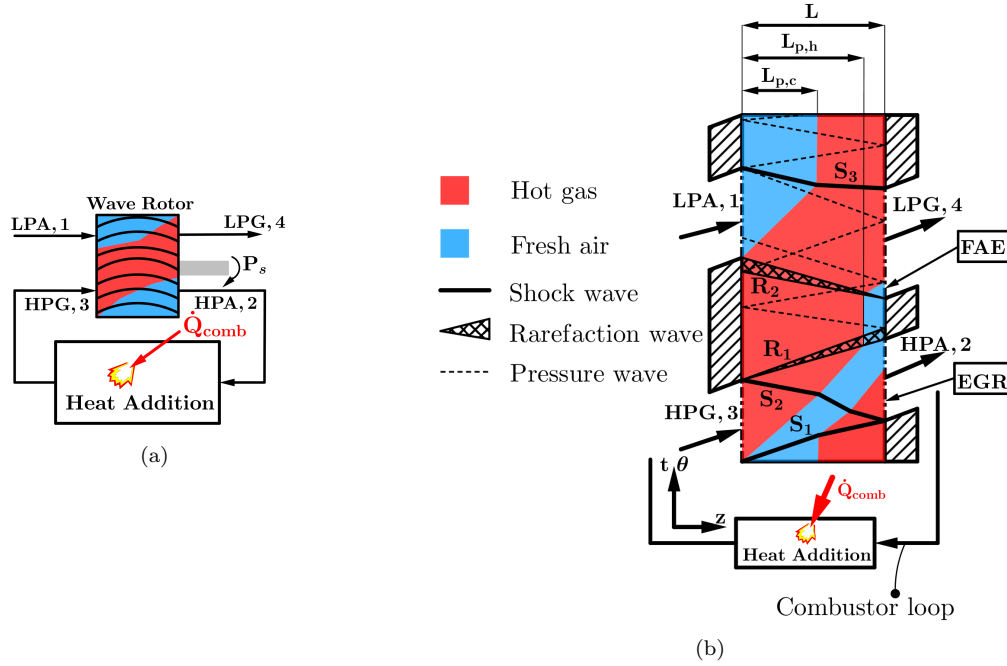 Wave Rotor
LPA, 1
LPG, 4
P_s
HPG, 3
HPA, 2
Q̇_comb
Heat Addition
(a)
Hot gas
Fresh air
Shock wave
Rarefaction wave
Pressure wave
L
L_p,h
L_p,c
S_3
LPA, 1
LPG, 4
FAE
R_2
R_1
HPA, 2
S_2
EGR
HPG, 3
S_1
t θ
z
Q̇_comb
Heat Addition
Combustor loop
(b)